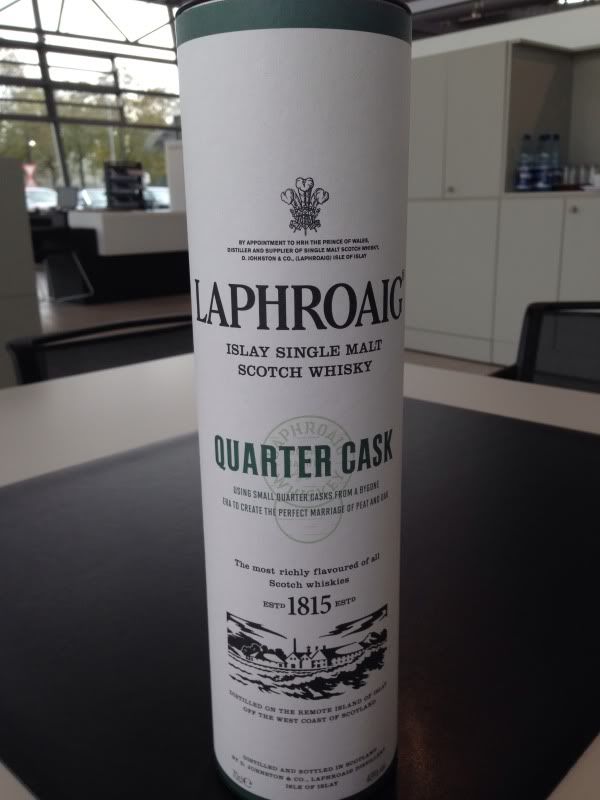 BY APPOINTMENT TO HRH THE PRINCE OF WALES,
DISTILLER AND SUPPLIER OF SINGLE MALT SCOTCH WHISKY,
D. JOHNSTON & CO., (LAPHROAIG) ISLE OF ISLAY
LAPHROAIG®
ISLAY SINGLE MALT
SCOTCH WHISKY
LAPHROAIG
QUARTER CASK
WHISKY
USING SMALL QUARTER CASKS FROM A BYGONE
ERA TO CREATE THE PERFECT MARRIAGE OF PEAT AND OAK
The most richly flavoured of all
Scotch whiskies
ESTD 1815 ESTD
DISTILLED ON THE REMOTE ISLAND OF ISLAY
OFF THE WEST COAST OF SCOTLAND
DISTILLED AND BOTTLED IN SCOTLAND
BY D. JOHNSTON & CO., LAPHROAIG DISTILLERY
70cl℮
ISLE OF ISLAY